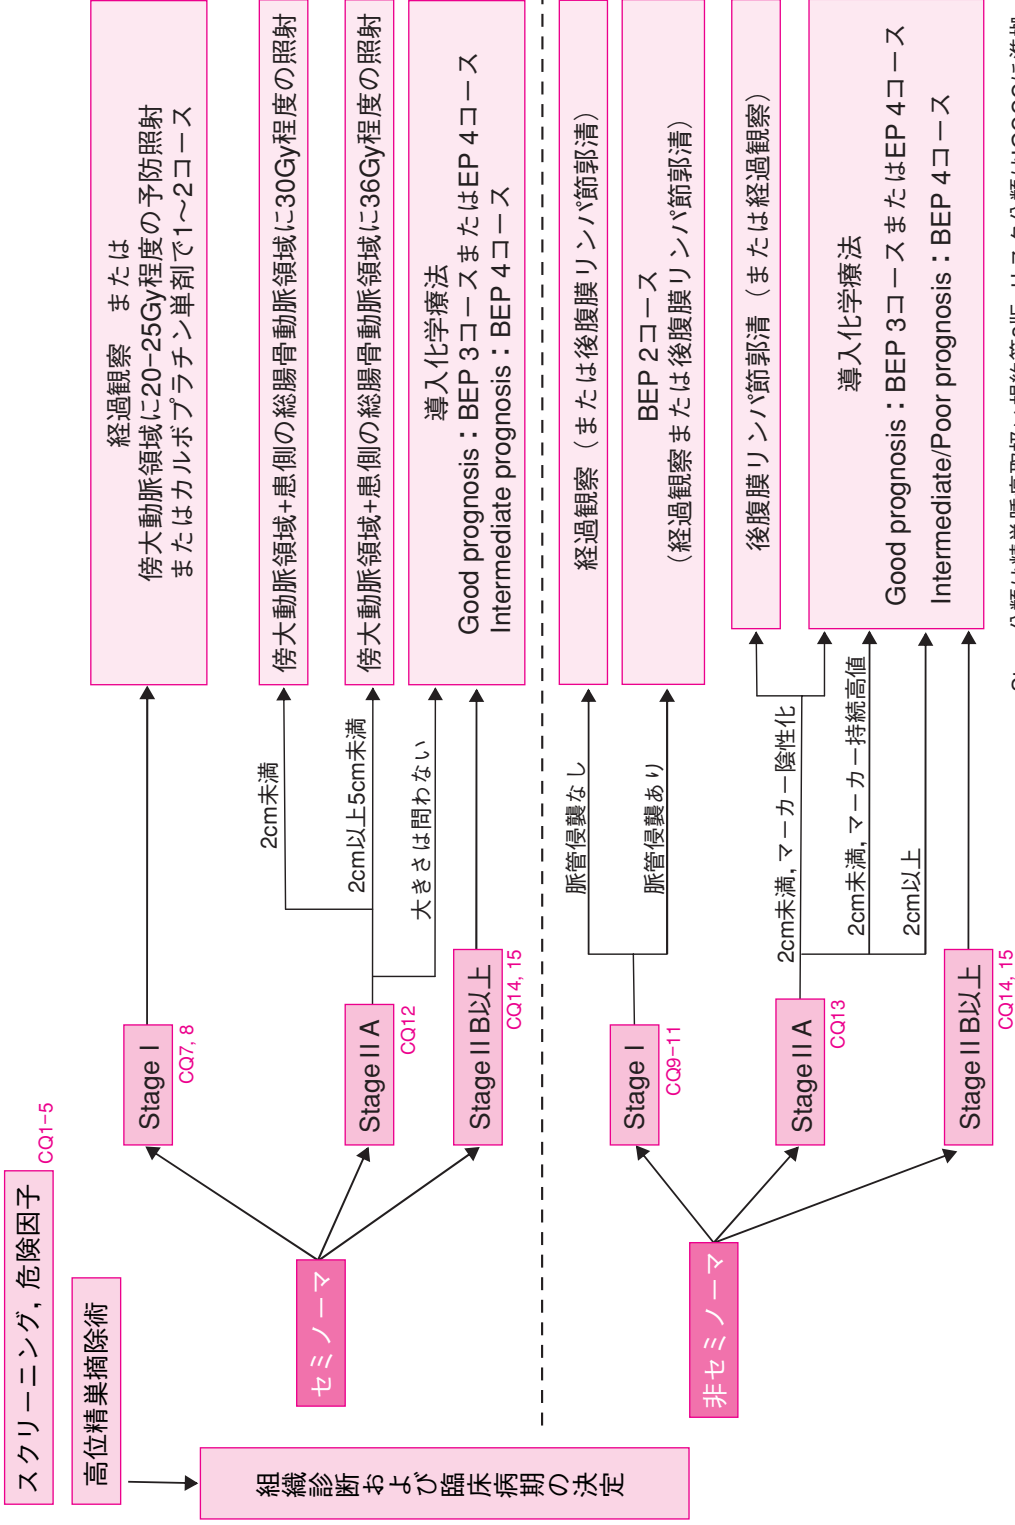 スクリーニング，危険因子
CQ1-5
高位精巣摘除術
組織診断および臨床病期の決定
セミノーマ
Stage I
CQ7, 8
経過観察　または
傍大動脈領域に20-25Gy程度の予防照射
またはカルボプラチン単剤で1〜2コース
Stage II A
CQ12
2cm未満
傍大動脈領域+患側の総腸骨動脈領域に30Gy程度の照射
2cm以上5cm未満
傍大動脈領域+患側の総腸骨動脈領域に36Gy程度の照射
大きさは問わない
Stage II B以上
CQ14, 15
導入化学療法
Good prognosis：BEP 3コースまたはEP 4コース
Intermediate prognosis：BEP 4コース
非セミノーマ
Stage I
CQ9-11
脈管侵襲なし
経過観察（または後腹膜リンパ節郭清）
脈管侵襲あり
BEP 2コース
（経過観察または後腹膜リンパ節郭清）
Stage II A
CQ13
2cm未満，マーカー陰性化
後腹膜リンパ節郭清（または経過観察）
2cm未満，マーカー持続高値
2cm以上
Stage II B以上
CQ14, 15
導入化学療法
Good prognosis：BEP 3コースまたはEP 4コース
Intermediate/Poor prognosis：BEP 4コース